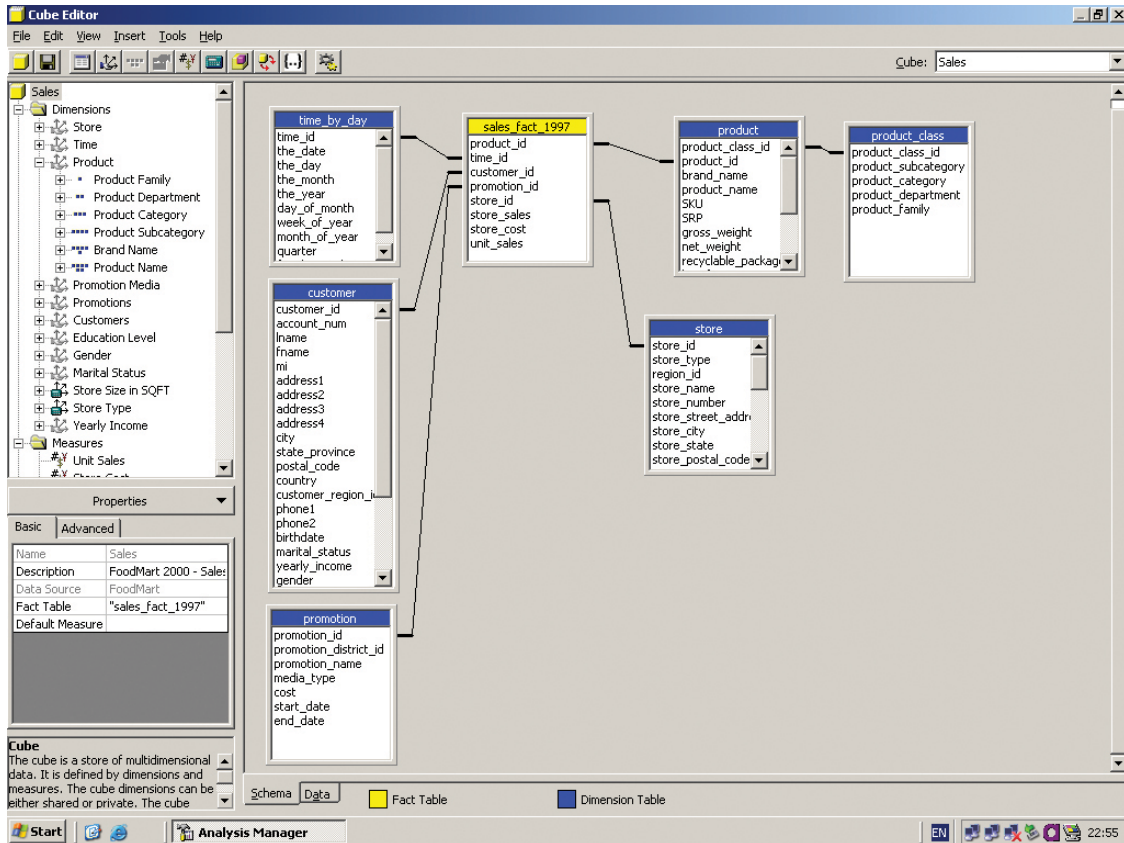 Cube Editor
File Edit View Insert Tools Help
Cube: Sales
Sales
Dimensions
Store
Time
Product
Product Family
Product Department
Product Category
Product Subcategory
Brand Name
Product Name
Promotion Media
Promotions
Customers
Education Level
Gender
Marital Status
Store Size in SQFT
Store Type
Yearly Income
Measures
Unit Sales
Properties
Basic Advanced
Name Sales
Description FoodMart 2000 - Sales
Data Source FoodMart
Fact Table "sales_fact_1997"
Default Measure
Cube
The cube is a store of multidimensional
data. It is defined by dimensions and
measures. The cube dimensions can be
either shared or private. The cube
time_by_day
time_id
the_date
the_day
the_month
the_year
day_of_month
week_of_year
month_of_year
quarter
customer
customer_id
account_num
lname
fname
mi
address1
address2
address3
address4
city
state_province
postal_code
country
customer_region_i
phone1
phone2
birthdate
marital_status
yearly_income
gender
promotion
promotion_id
promotion_district_id
promotion_name
media_type
cost
start_date
end_date
sales_fact_1997
product_id
time_id
customer_id
promotion_id
store_id
store_sales
store_cost
unit_sales
product
product_class_id
product_id
brand_name
product_name
SKU
SRP
gross_weight
net_weight
recyclable_packag
product_class
product_class_id
product_subcategory
product_category
product_department
product_family
store
store_id
store_type
region_id
store_name
store_number
store_street_addr
store_city
store_state
store_postal_code
Schema Data
Fact Table
Dimension Table
Start
Analysis Manager
EN
22:55